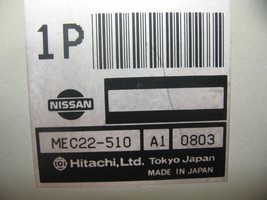 1P
NISSAN
MEC22-510 A1 0803
Hitachi, Ltd. Tokyo Japan
MADE IN JAPAN